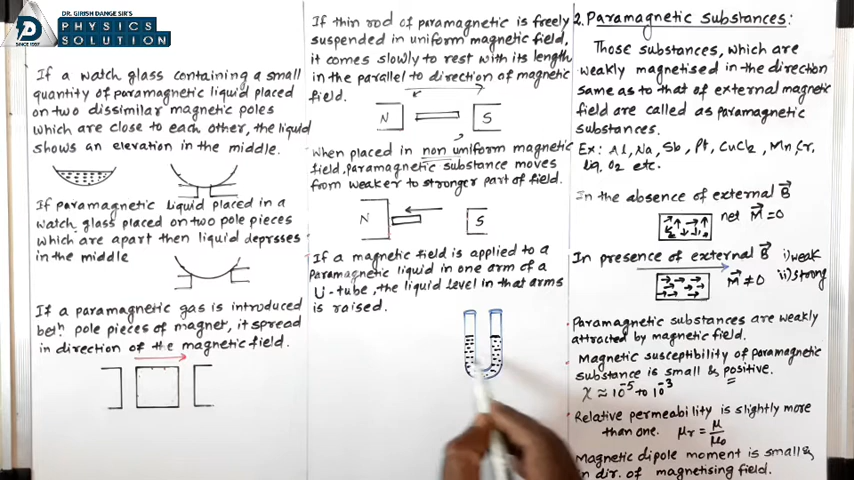 DR. GIRISH DANGE SIR'S
PHYSICS
SOLUTION
SINCE 1997
If a watch glass containing a small
quantity of paramagnetic liquid placed
on two dissimilar magnetic poles
which are close to each other, the liquid
shows an elevation in the middle.
If paramagnetic liquid placed in a
watch glass placed on two pole pieces
which are apart then liquid deprsses
in the middle
If a paramagnetic gas is introduced
betn pole pieces of magnet, it spread
in direction of the magnetic field.
If thin rod of paramagnetic is freely
suspended in uniform magnetic field,
it comes slowly to rest with its length
in the parallel to direction of magnetic
field.
N S
When placed in non uniform magnetic
field, paramagnetic substance moves
from weaker to stronger part of field.
N S
If a magnetic field is applied to a
Paramagnetic liquid in one arm of a
U-tube, the liquid level in that arms
is raised.
2. Paramagnetic Substances:
Those substances, which are
weakly magnetised in the direction
same as to that of external magnetic
field are called as paramagnetic
substances.
Ex: Al, Na, Sb, Pt, CuCl2, Mn, Cr,
liq. O2 etc.
In the absence of external B⃗
net M⃗ = 0
In presence of external B⃗ i) weak
M⃗ ≠ 0 ii) strong
Paramagnetic substances are weakly
attracted by magnetic field.
Magnetic susceptibility of paramagnetic
substance is small & positive.
χ ≈ 10⁻⁵ to 10⁻³
Relative permeability is slightly more
than one. μr = μ/μ0
Magnetic dipole moment is small &
in dir. of magnetising field.